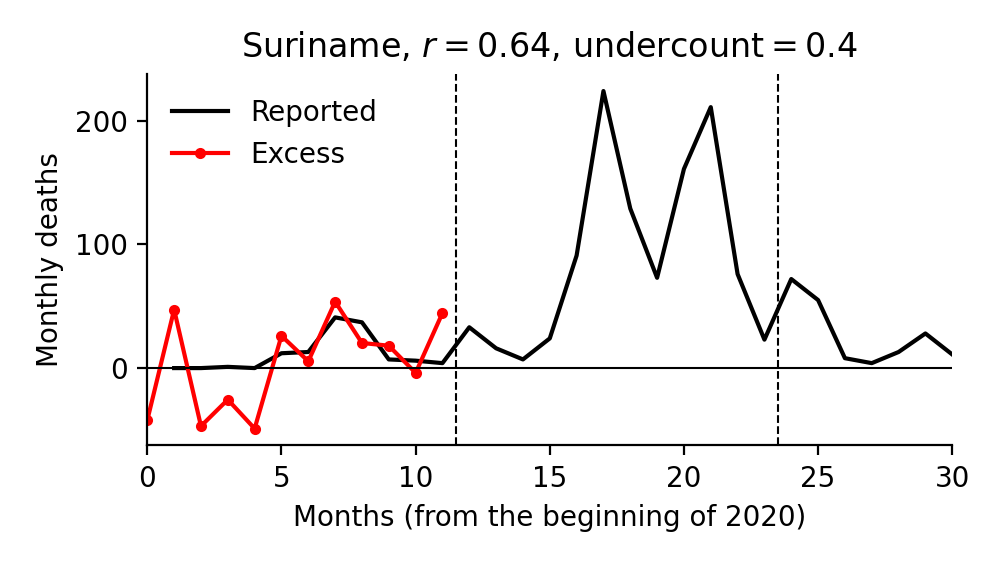 Suriname, r = 0.64, undercount = 0.4
Reported
Excess
Monthly deaths
200
100
0
0 5 10 15 20 25 30
Months (from the beginning of 2020)